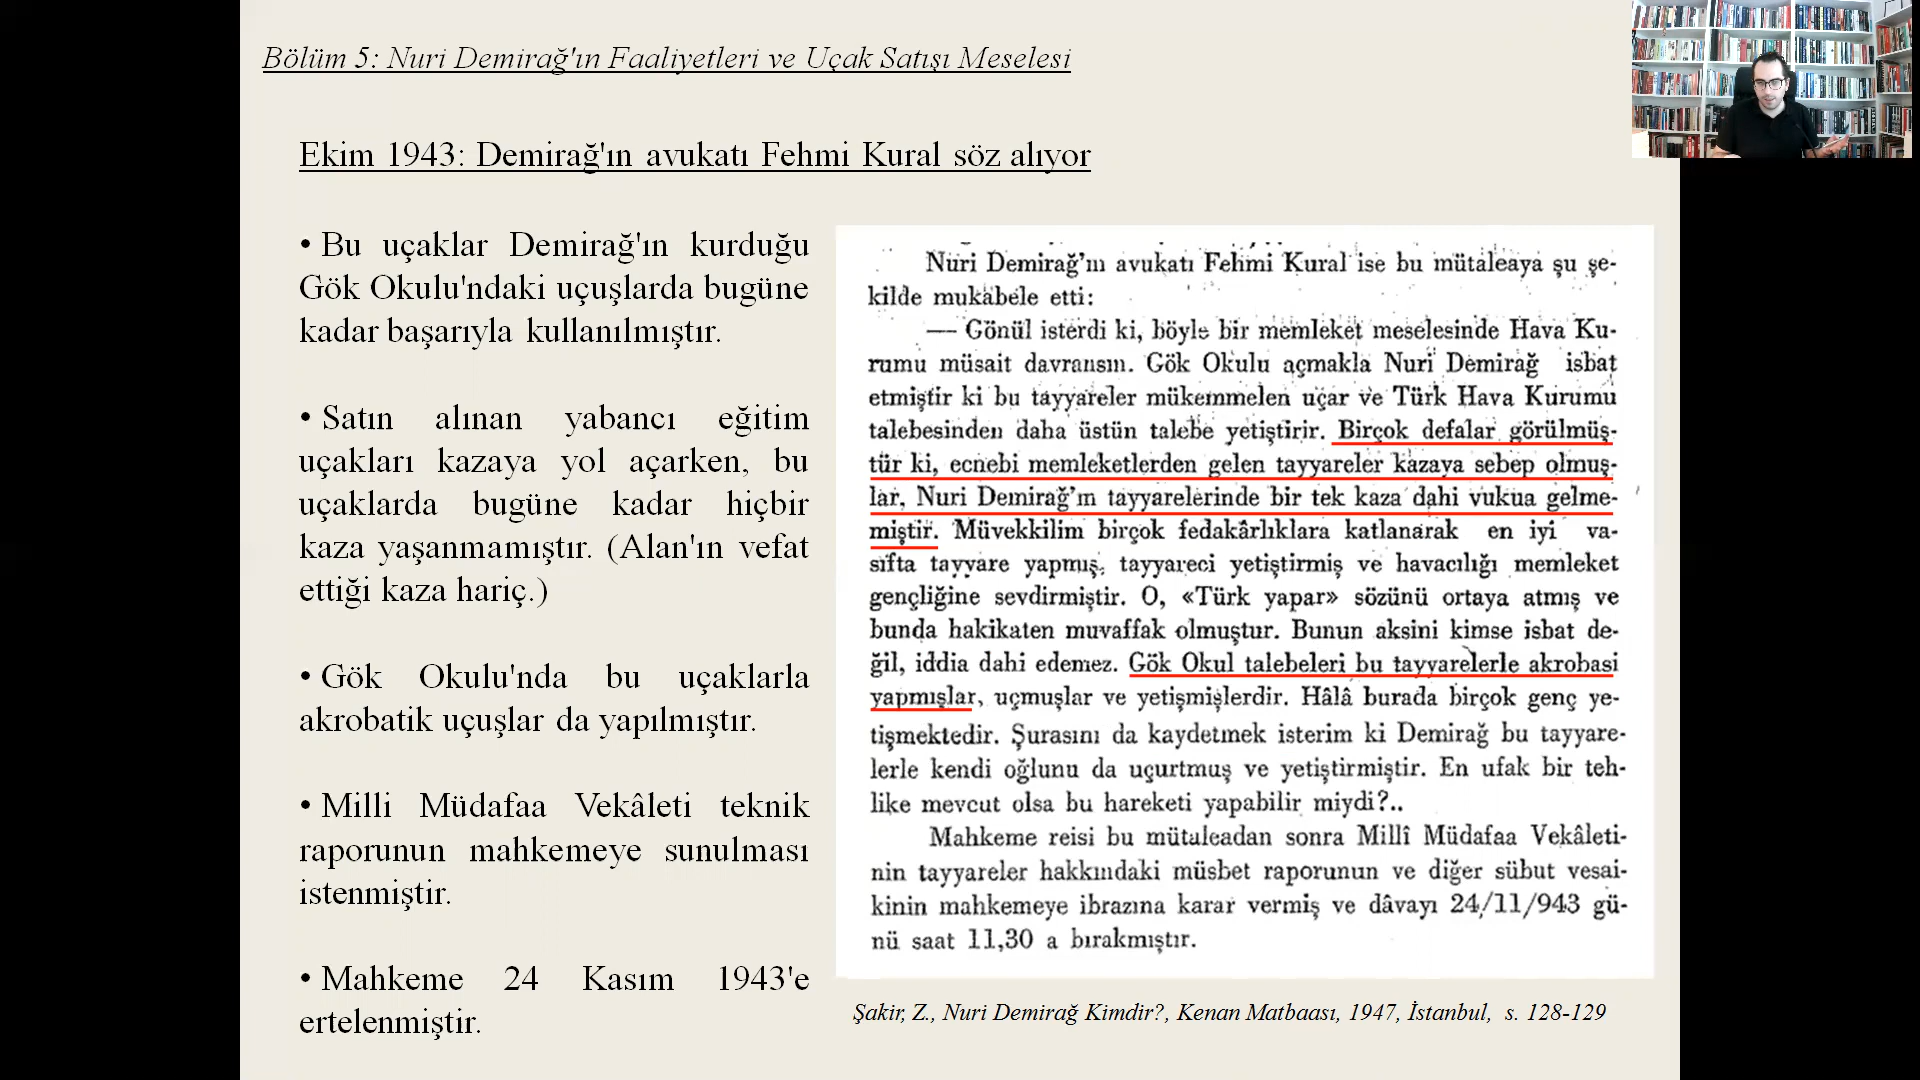 Bölüm 5: Nuri Demirağ'ın Faaliyetleri ve Uçak Satışı Meselesi
Ekim 1943: Demirağ'ın avukatı Fehmi Kural söz alıyor
• Bu uçaklar Demirağ'ın kurduğu
Gök Okulu'ndaki uçuşlarda bugüne
kadar başarıyla kullanılmıştır.
• Satın alınan yabancı eğitim
uçakları kazaya yol açarken, bu
uçaklarda bugüne kadar hiçbir
kaza yaşanmamıştır. (Alan'ın vefat
ettiği kaza hariç.)
• Gök Okulu'nda bu uçaklarla
akrobatik uçuşlar da yapılmıştır.
• Milli Müdafaa Vekâleti teknik
raporunun mahkemeye sunulması
istenmiştir.
• Mahkeme 24 Kasım 1943'e
ertelenmiştir.
Nuri Demirağ'ın avukatı Fehmi Kural ise bu mütaleaya şu şe-
kilde mukabele etti:
— Gönül isterdi ki, böyle bir memleket meselesinde Hava Ku-
rumu müsait davransın. Gök Okulu açmakla Nuri Demirağ isbat
etmiştir ki bu tayyareler mükemmelen uçar ve Türk Hava Kurumu
talebesinden daha üstün talebe yetiştirir. Birçok defalar görülmüş-
tür ki, ecnebi memleketlerden gelen tayyareler kazaya sebep olmuş-
lar, Nuri Demirağ'ın tayyarelerinde bir tek kaza dahi vukua gelme-
miştir. Müvekkilim birçok fedakârlıklara katlanarak en iyi va-
sıfta tayyare yapmış, tayyareci yetiştirmiş ve havacılığı memleket
gençliğine sevdirmiştir. O, «Türk yapar» sözünü ortaya atmış ve
bunda hakikaten muvaffak olmuştur. Bunun aksini kimse isbat de-
ğil, iddia dahi edemez. Gök Okul talebeleri bu tayyarelerle akrobasi
yapmışlar, uçmuşlar ve yetişmişlerdir. Hâlâ burada birçok genç ye-
tişmektedir. Şurasını da kaydetmek isterim ki Demirağ bu tayyare-
lerle kendi oğlunu da uçurtmuş ve yetiştirmiştir. En ufak bir teh-
like mevcut olsa bu hareketi yapabilir miydi?..
Mahkeme reisi bu mütaleadan sonra Millî Müdafaa Vekâleti-
nin tayyareler hakkındaki müsbet raporunun ve diğer sübut vesai-
kinin mahkemeye ibrazına karar vermiş ve dâvayı 24/11/943 gü-
nü saat 11,30 a bırakmıştır.
Şakir, Z., Nuri Demirağ Kimdir?, Kenan Matbaası, 1947, İstanbul, s. 128-129